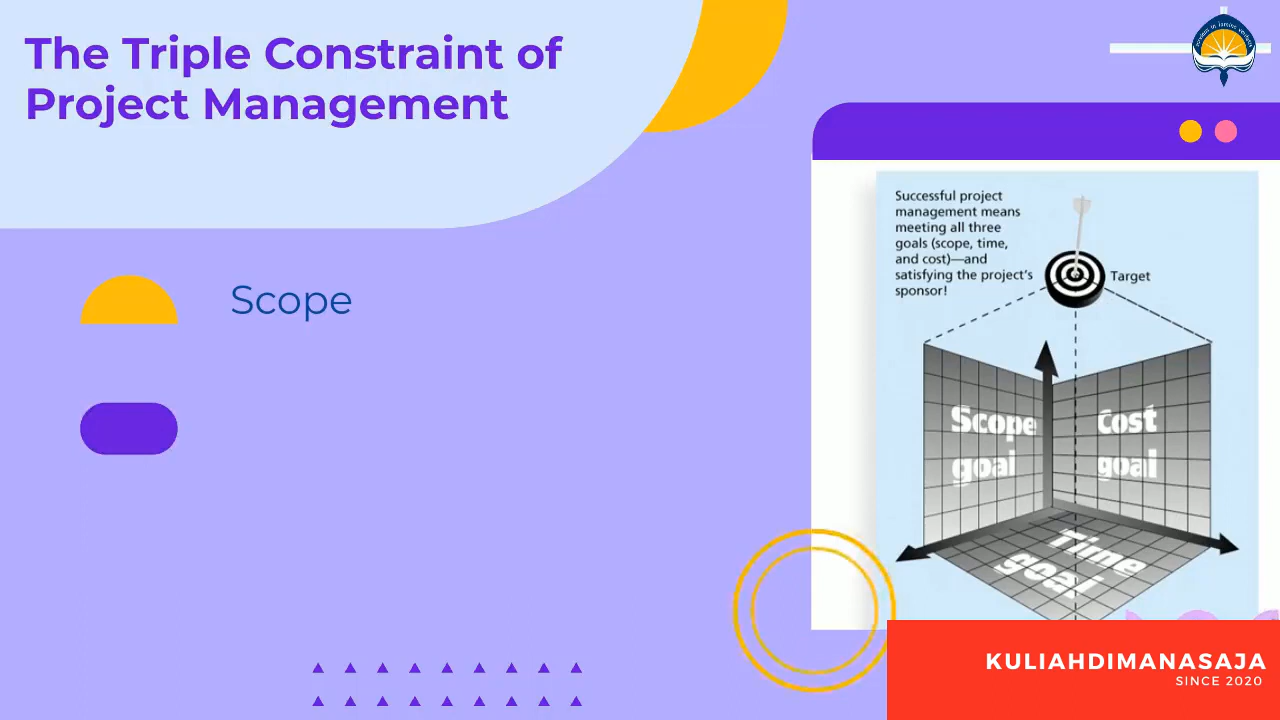 The Triple Constraint of
Project Management
Scope
Successful project
management means
meeting all three
goals (scope, time,
and cost)—and
satisfying the project's
sponsor!
Target
Scope
goal
Cost
goal
Time
goal
KULIAHDIMANASAJA
SINCE 2020